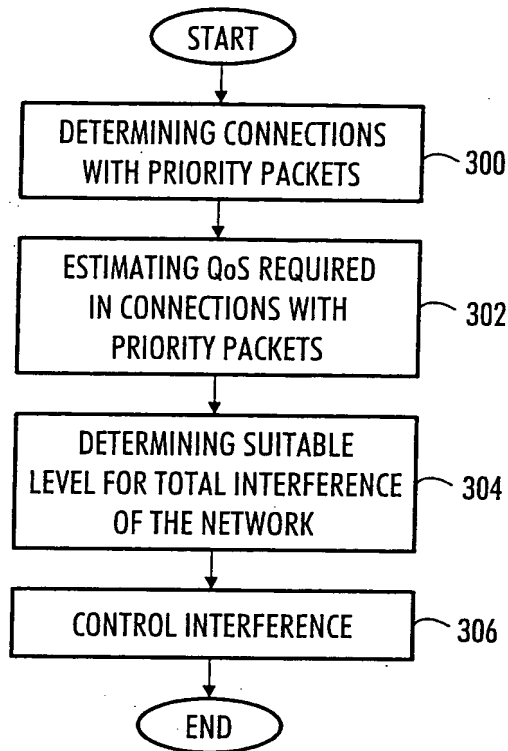 START
DETERMINING CONNECTIONS
WITH PRIORITY PACKETS
300
ESTIMATING QoS REQUIRED
IN CONNECTIONS WITH
PRIORITY PACKETS
302
DETERMINING SUITABLE
LEVEL FOR TOTAL INTERFERENCE
OF THE NETWORK
304
CONTROL INTERFERENCE
306
END